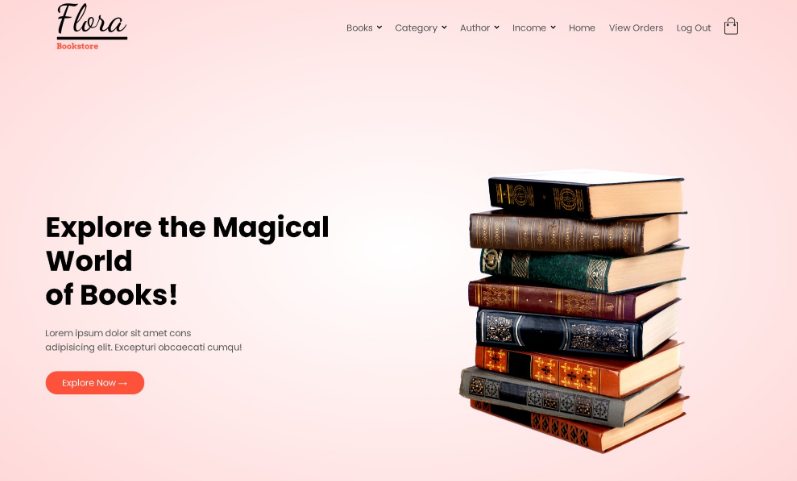 Flora
Bookstore
Books Category Author Income Home View Orders Log Out
Explore the Magical
World
of Books!
Lorem ipsum dolor sit amet cons
adipisicing elit. Excepturi obcaecati cumqu!
Explore Now →